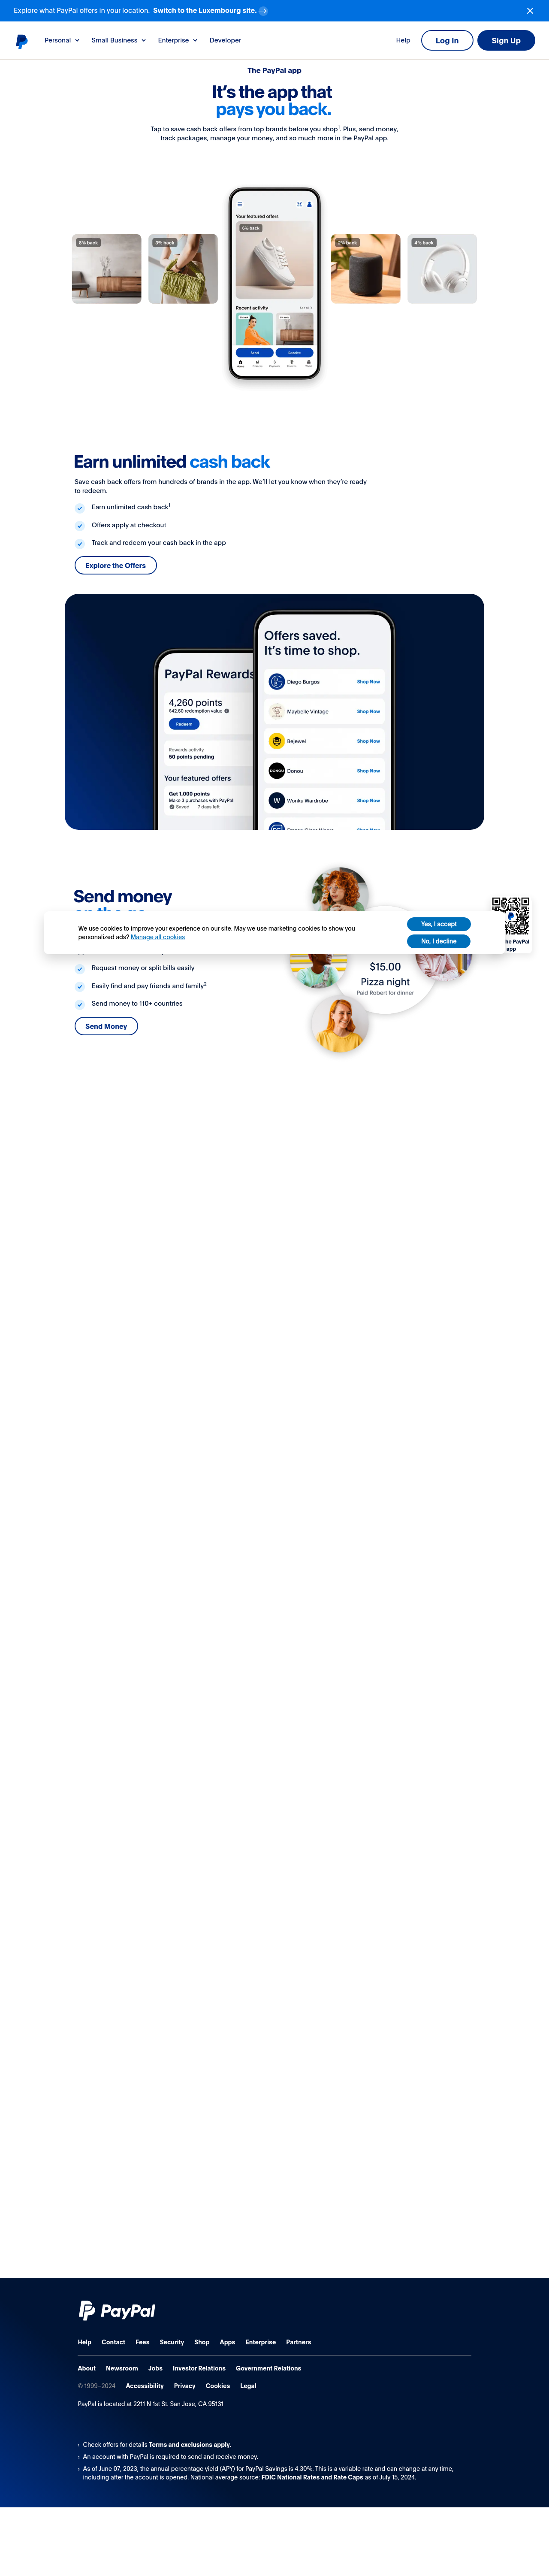 Explore what PayPal offers in your location. Switch to the Luxembourg site.
Personal
Small Business
Enterprise
Developer
Help
Log In
Sign Up
The PayPal app
It's the app that
pays you back.
Tap to save cash back offers from top brands before you shop1. Plus, send money,
track packages, manage your money, and so much more in the PayPal app.
Your featured offers
8% back
3% back
6% back
2% back
4% back
Recent activity
Send
Receive
Earn unlimited cash back
Save cash back offers from hundreds of brands in the app. We'll let you know when they're ready
to redeem.
Earn unlimited cash back1
Offers apply at checkout
Track and redeem your cash back in the app
Explore the Offers
Offers saved.
It's time to shop.
PayPal Rewards
4,260 points
$42.60 redemption value
Redeem
Rewards activity
50 points pending
Your featured offers
Get 1,000 points
Make 3 purchases with PayPal
Saved 7 days left
Diego Burgos Shop Now
Maybelle Vintage Shop Now
Bejewel Shop Now
DONOU Donou Shop Now
W Wonku Wardrobe Shop Now
Send money
We use cookies to improve your experience on our site. May we use marketing cookies to show you
personalized ads? Manage all cookies
Yes, I accept
No, I decline
he PayPal
app
Request money or split bills easily
Easily find and pay friends and family2
Send money to 110+ countries
Send Money
$15.00
Pizza night
Paid Robert for dinner
PayPal
Help Contact Fees Security Shop Apps Enterprise Partners
About Newsroom Jobs Investor Relations Government Relations
© 1999–2024 Accessibility Privacy Cookies Legal
PayPal is located at 2211 N 1st St. San Jose, CA 95131
1 Check offers for details Terms and exclusions apply.
2 An account with PayPal is required to send and receive money.
3 As of June 07, 2023, the annual percentage yield (APY) for PayPal Savings is 4.30%. This is a variable rate and can change at any time,
including after the account is opened. National average source: FDIC National Rates and Rate Caps as of July 15, 2024.